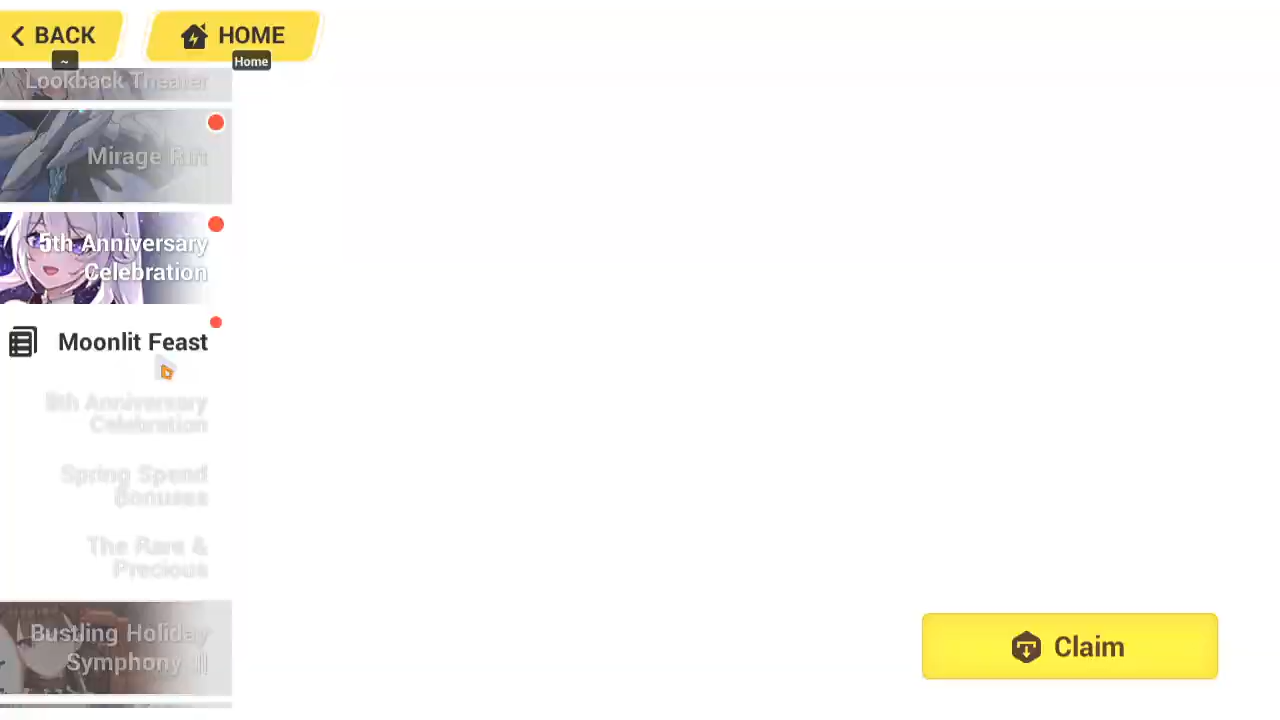 BACK
HOME
~
Home
Lookback Theater
Mirage Rift
5th Anniversary
Celebration
Moonlit Feast
5th Anniversary
Celebration
Spring Spend
Bonuses
The Rare &
Precious
Bustling Holiday
Symphony II
Claim